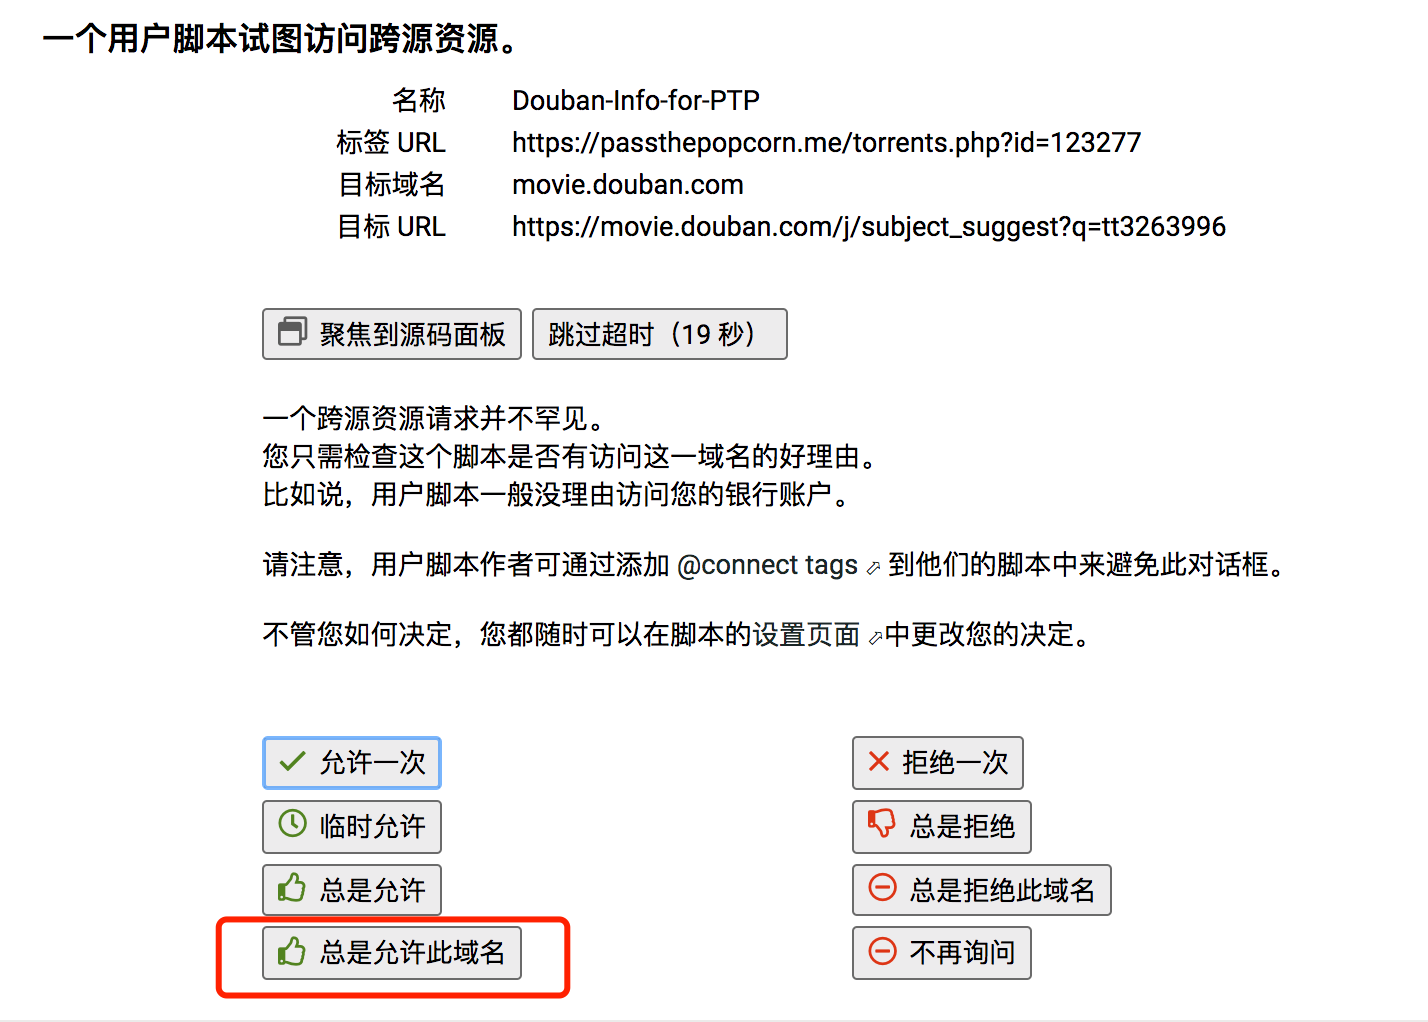 一个用户脚本试图访问跨源资源。
名称 Douban-Info-for-PTP
标签 URL https://passthepopcorn.me/torrents.php?id=123277
目标域名 movie.douban.com
目标 URL https://movie.douban.com/j/subject_suggest?q=tt3263996
聚焦到源码面板 跳过超时（19 秒）
一个跨源资源请求并不罕见。
您只需检查这个脚本是否有访问这一域名的好理由。
比如说，用户脚本一般没理由访问您的银行账户。
请注意，用户脚本作者可通过添加 @connect tags 到他们的脚本中来避免此对话框。
不管您如何决定，您都随时可以在脚本的设置页面中更改您的决定。
允许一次 拒绝一次
临时允许 总是拒绝
总是允许 总是拒绝此域名
总是允许此域名 不再询问